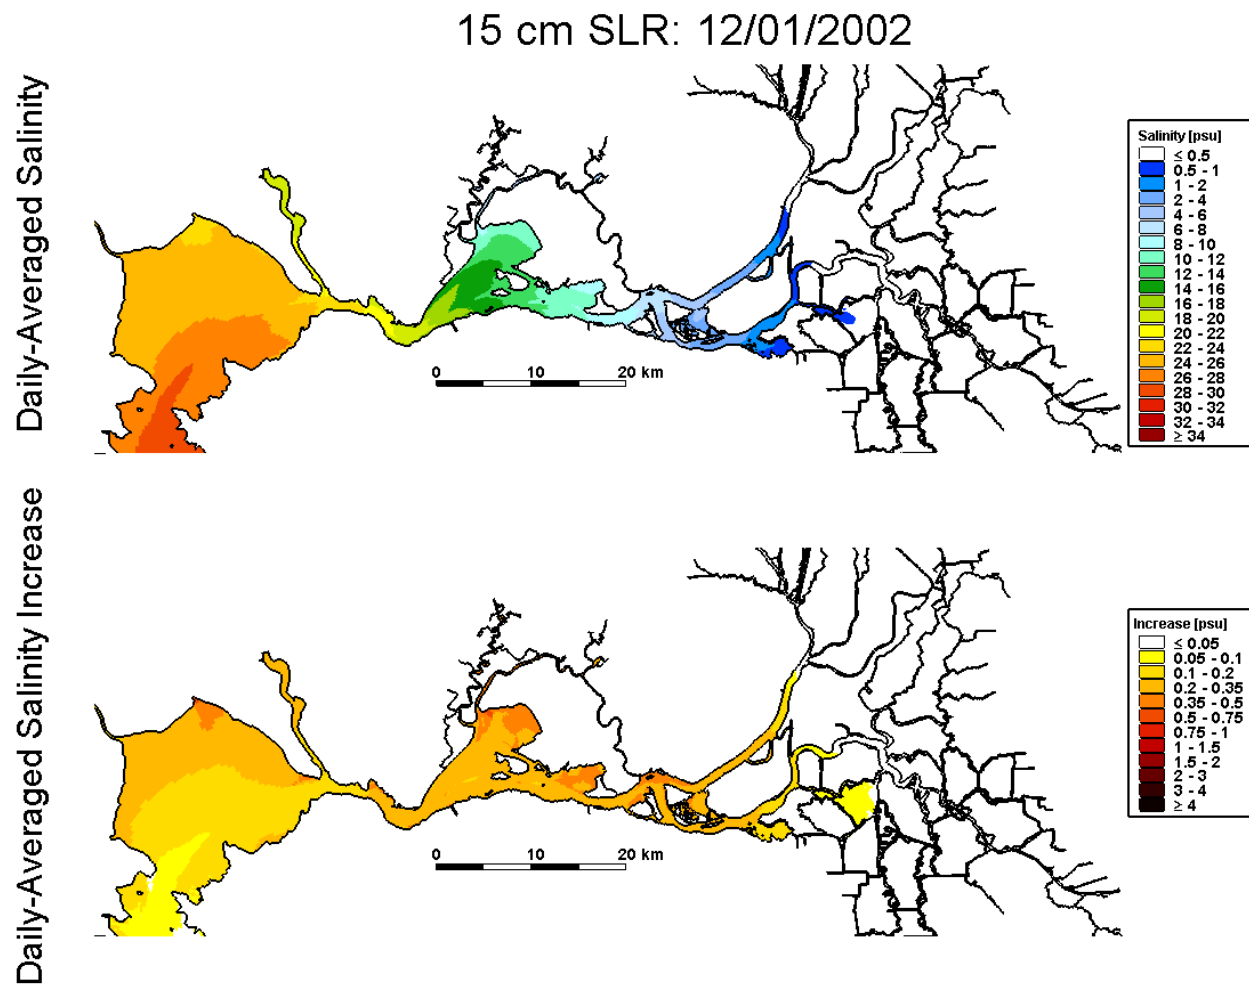 15 cm SLR: 12/01/2002
Daily-Averaged Salinity
Salinity [psu]
≤ 0.5
0.5 - 1
1 - 2
2 - 4
4 - 6
6 - 8
8 - 10
10 - 12
12 - 14
14 - 16
16 - 18
18 - 20
20 - 22
22 - 24
24 - 26
26 - 28
28 - 30
30 - 32
32 - 34
≥ 34
0 10 20 km
Daily-Averaged Salinity Increase
Increase [psu]
≤ 0.05
0.05 - 0.1
0.1 - 0.2
0.2 - 0.35
0.35 - 0.5
0.5 - 0.75
0.75 - 1
1 - 1.5
1.5 - 2
2 - 3
3 - 4
≥ 4
0 10 20 km